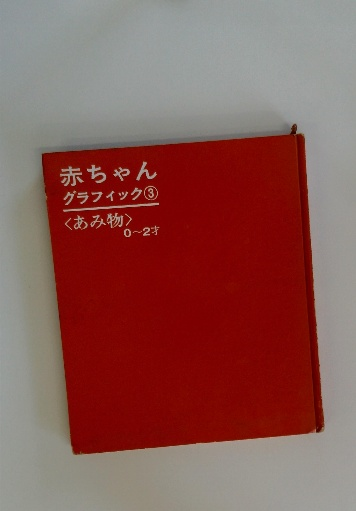 赤ちゃん
グラフィック③
〈あみ物〉
0～2才